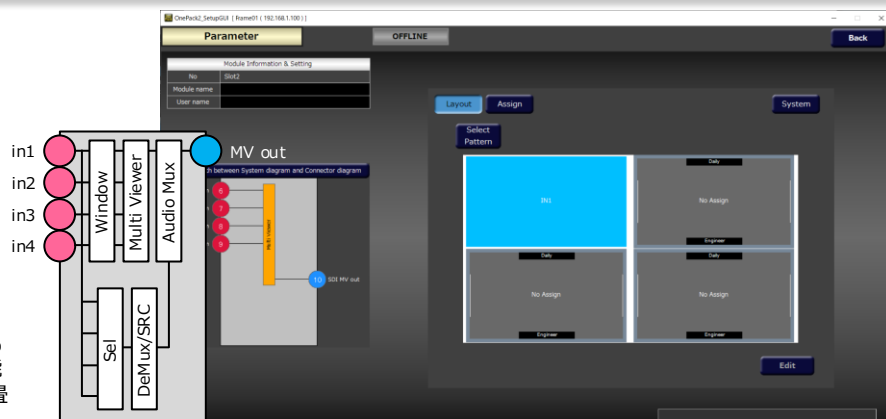 OnePack2_SetupGUI [ Frame01 ( 192.168.1.100 ) ]
Parameter
OFFLINE
Back
Module Information & Setting
No
Slot2
Module name
User name
Layout
Assign
System
Select
Pattern
in1
in2
in3
in4
MV out
Window
Multi Viewer
Audio Mux
Sel
DeMux/SRC
between System diagram and Connector diagram
6
7
8
9
Multi Viewer
10
SDI MV out
IN1
Daily
No Assign
Engineer
Daily
No Assign
Engineer
Daily
No Assign
Engineer
Edit